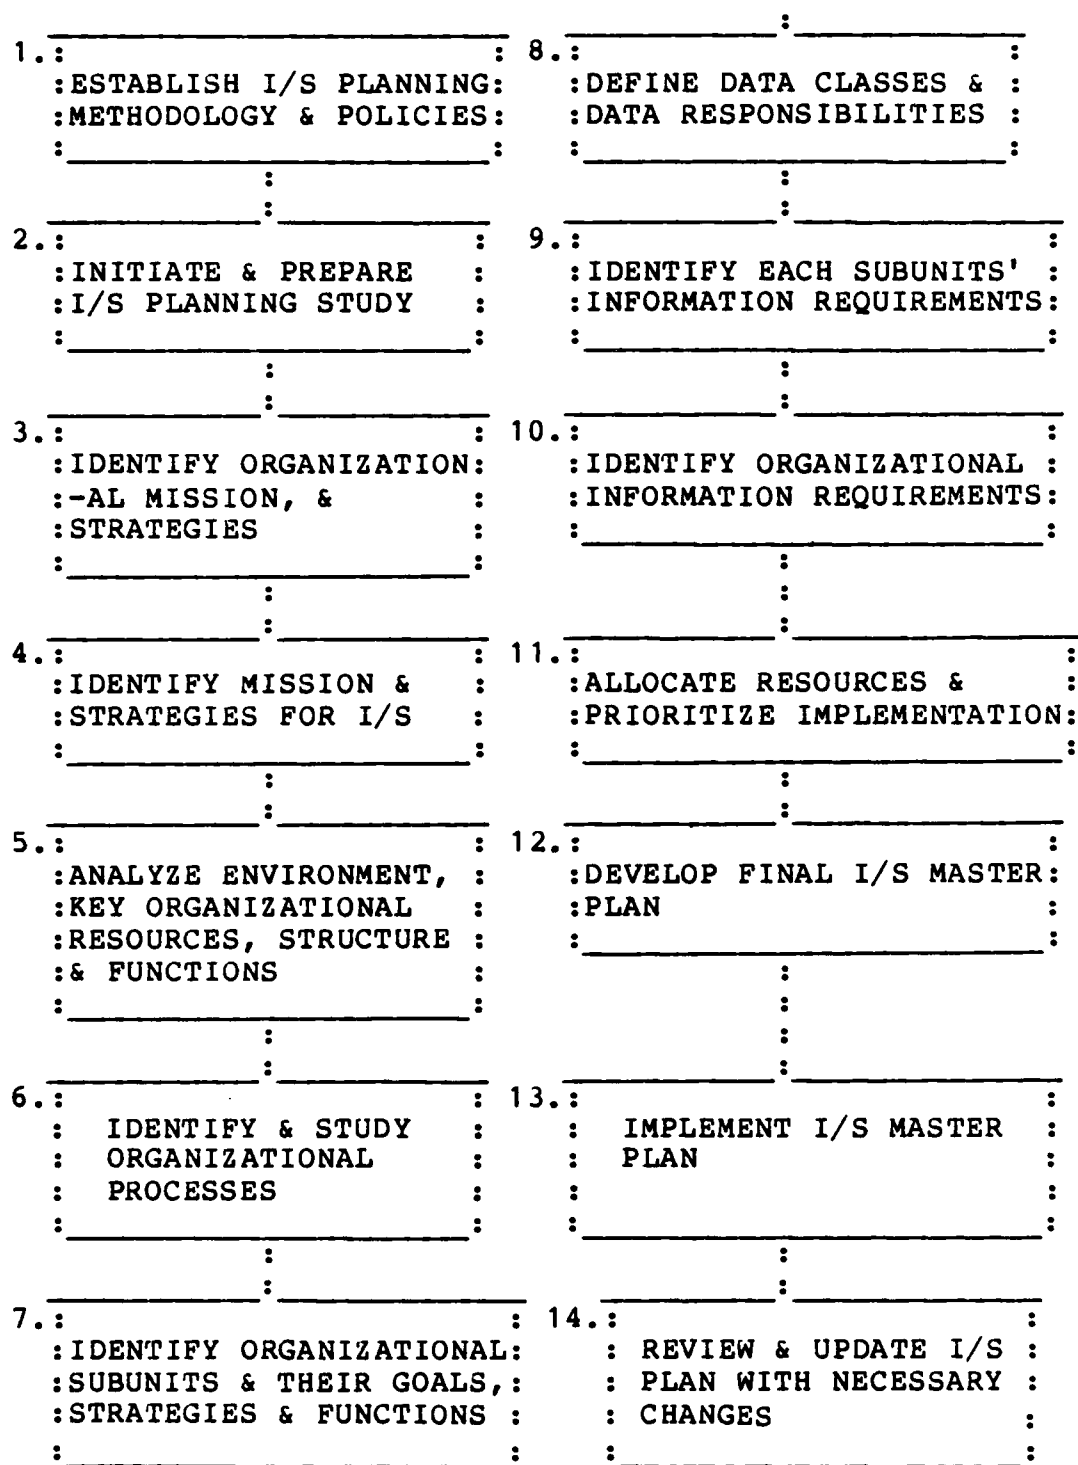 1.
ESTABLISH I/S PLANNING
METHODOLOGY & POLICIES
2.
INITIATE & PREPARE
I/S PLANNING STUDY
3.
IDENTIFY ORGANIZATION
-AL MISSION, &
STRATEGIES
4.
IDENTIFY MISSION &
STRATEGIES FOR I/S
5.
ANALYZE ENVIRONMENT,
KEY ORGANIZATIONAL
RESOURCES, STRUCTURE
& FUNCTIONS
6.
IDENTIFY & STUDY
ORGANIZATIONAL
PROCESSES
7.
IDENTIFY ORGANIZATIONAL
SUBUNITS & THEIR GOALS,
STRATEGIES & FUNCTIONS
8.
DEFINE DATA CLASSES &
DATA RESPONSIBILITIES
9.
IDENTIFY EACH SUBUNITS'
INFORMATION REQUIREMENTS
10.
IDENTIFY ORGANIZATIONAL
INFORMATION REQUIREMENTS
11.
ALLOCATE RESOURCES &
PRIORITIZE IMPLEMENTATION
12.
DEVELOP FINAL I/S MASTER
PLAN
13.
IMPLEMENT I/S MASTER
PLAN
14.
REVIEW & UPDATE I/S
PLAN WITH NECESSARY
CHANGES